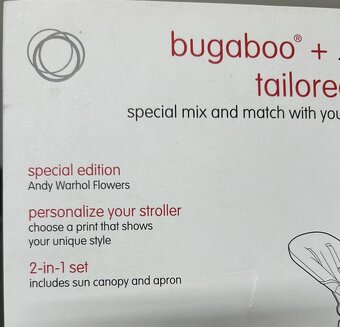 bugaboo® +
tailored
special mix and match with you
special edition
Andy Warhol Flowers
personalize your stroller
choose a print that shows
your unique style
2-in-1 set
includes sun canopy and apron